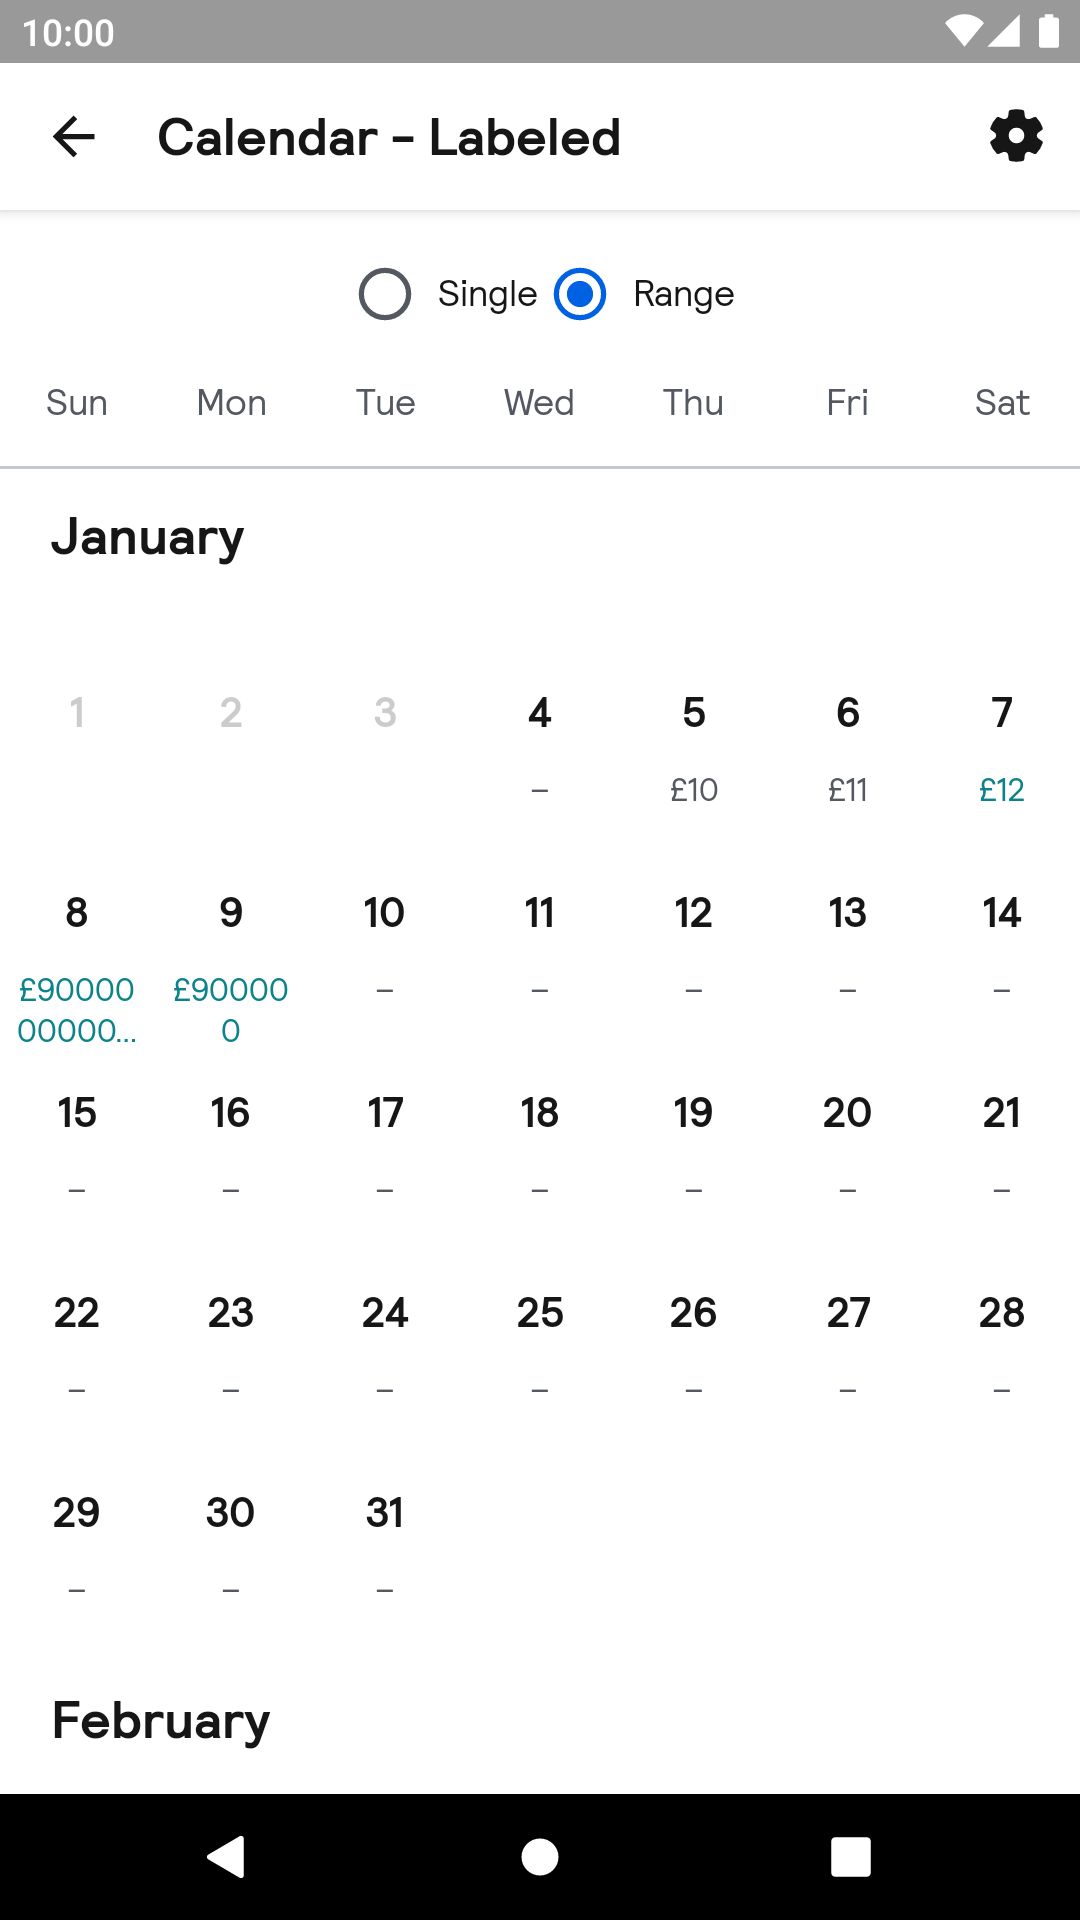 10:00
Calendar – Labeled
Single Range
Sun Mon Tue Wed Thu Fri Sat
January
1 2 3 4 5 6 7
– £10 £11 £12
8 9 10 11 12 13 14
£90000 £90000 – – – – –
00000... 0
15 16 17 18 19 20 21
– – – – – – –
22 23 24 25 26 27 28
– – – – – – –
29 30 31
– – –
February